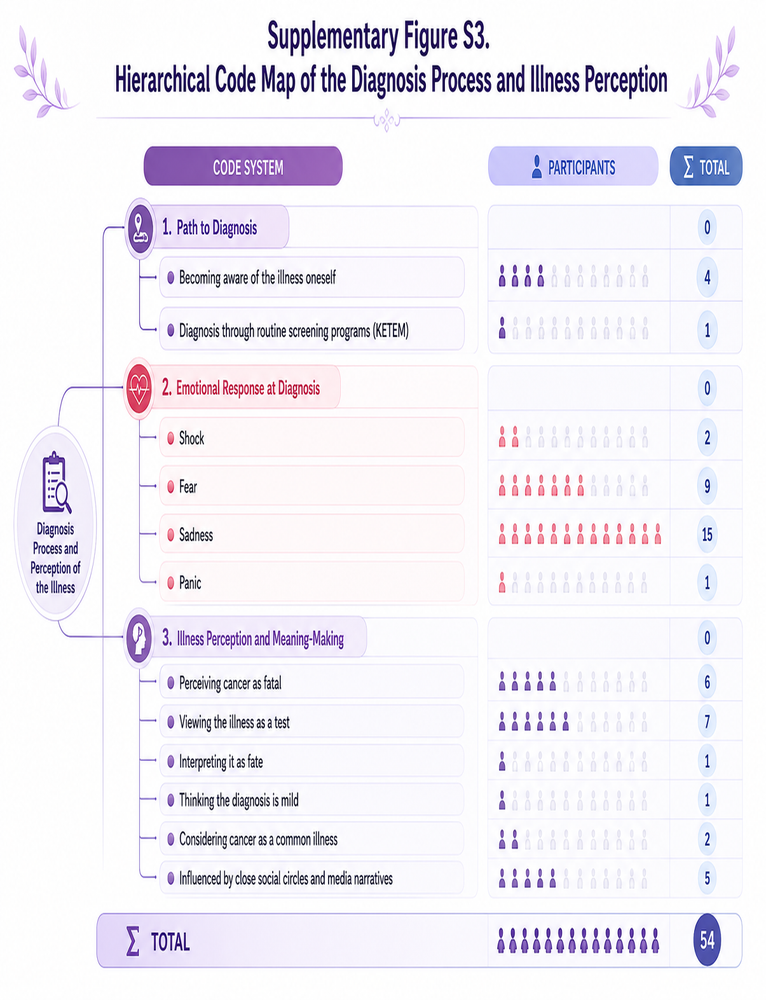 Supplementary Figure S3.
Hierarchical Code Map of the Diagnosis Process and Illness Perception
CODE SYSTEM
PARTICIPANTS
Σ TOTAL
1. Path to Diagnosis
0
Becoming aware of the illness oneself
4
Diagnosis through routine screening programs (KETEM)
1
2. Emotional Response at Diagnosis
0
Shock
2
Fear
9
Sadness
15
Panic
1
Diagnosis
Process and
Perception of
the Illness
3. Illness Perception and Meaning-Making
0
Perceiving cancer as fatal
6
Viewing the illness as a test
7
Interpreting it as fate
1
Thinking the diagnosis is mild
1
Considering cancer as a common illness
2
Influenced by close social circles and media narratives
5
Σ TOTAL
54